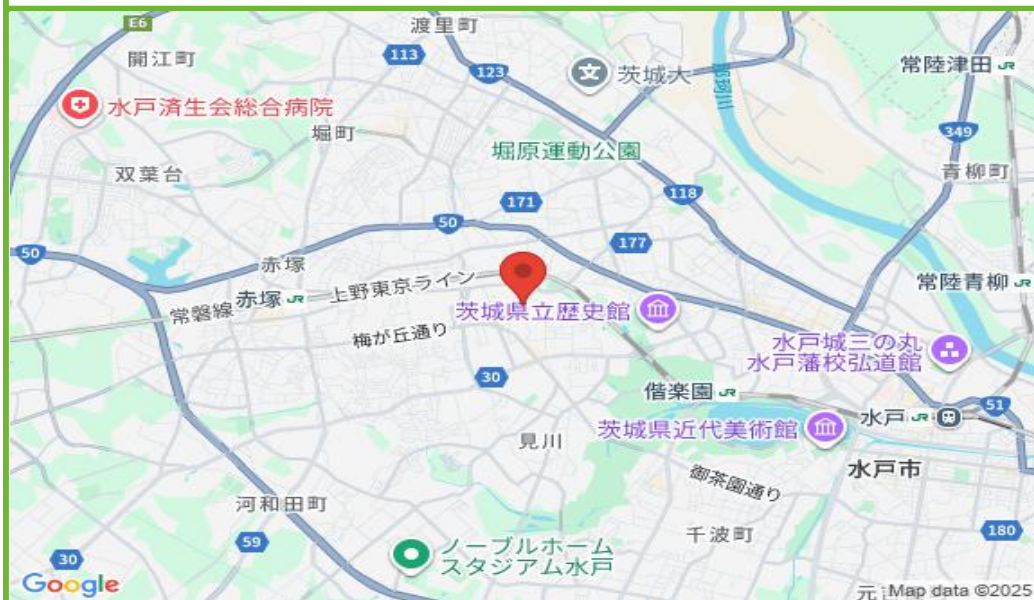 E6
渡里町
開江町
113
123
茨城大
常陸津田
JR
水戸済生会総合病院
349
堀町
堀原運動公園
双葉台
青柳町
171
118
50
177
50
赤塚
上野東京ライン
常陸青柳
JR
赤塚
JR
常磐線
茨城県立歴史館
梅が丘通り
水戸城三の丸
水戸藩校弘道館
30
偕楽園
JR
51
水戸
JR
茨城県近代美術館
見川
水戸市
御茶園通り
河和田町
千波町
180
59
ノーブルホーム
スタジアム水戸
30
Google
Map data ©2025